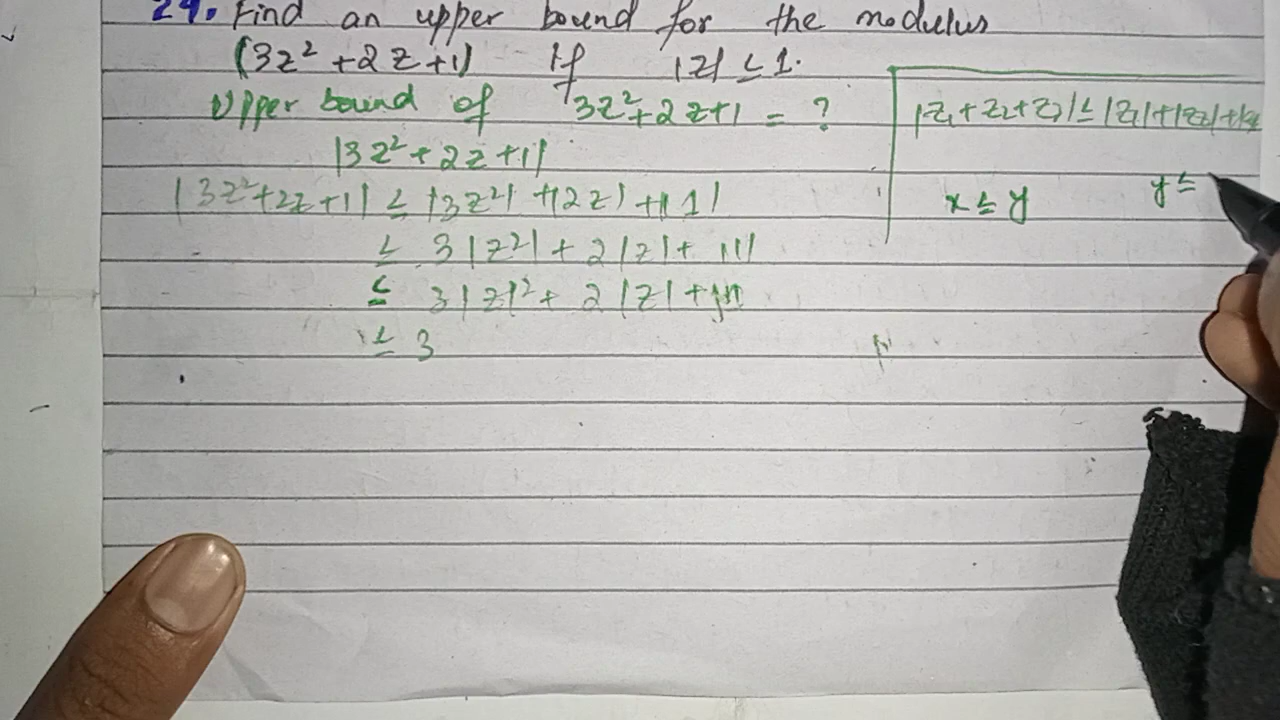 29. Find an upper bound for the modulus
(3z² + 2z + 1) If |z| ≤ 1.
Upper bound of 3z² + 2z + 1 = ?
|3z² + 2z + 1|
|3z² + 2z + 1| ≤ |3z²| + |2z| + |1|
≤ 3|z²| + 2|z| + |1|
≤ 3|z|² + 2|z| +
≤ 3
|z₁ + z₂ + z₃| ≤ |z₁| + |z₂| +
x ≤ y y ≤